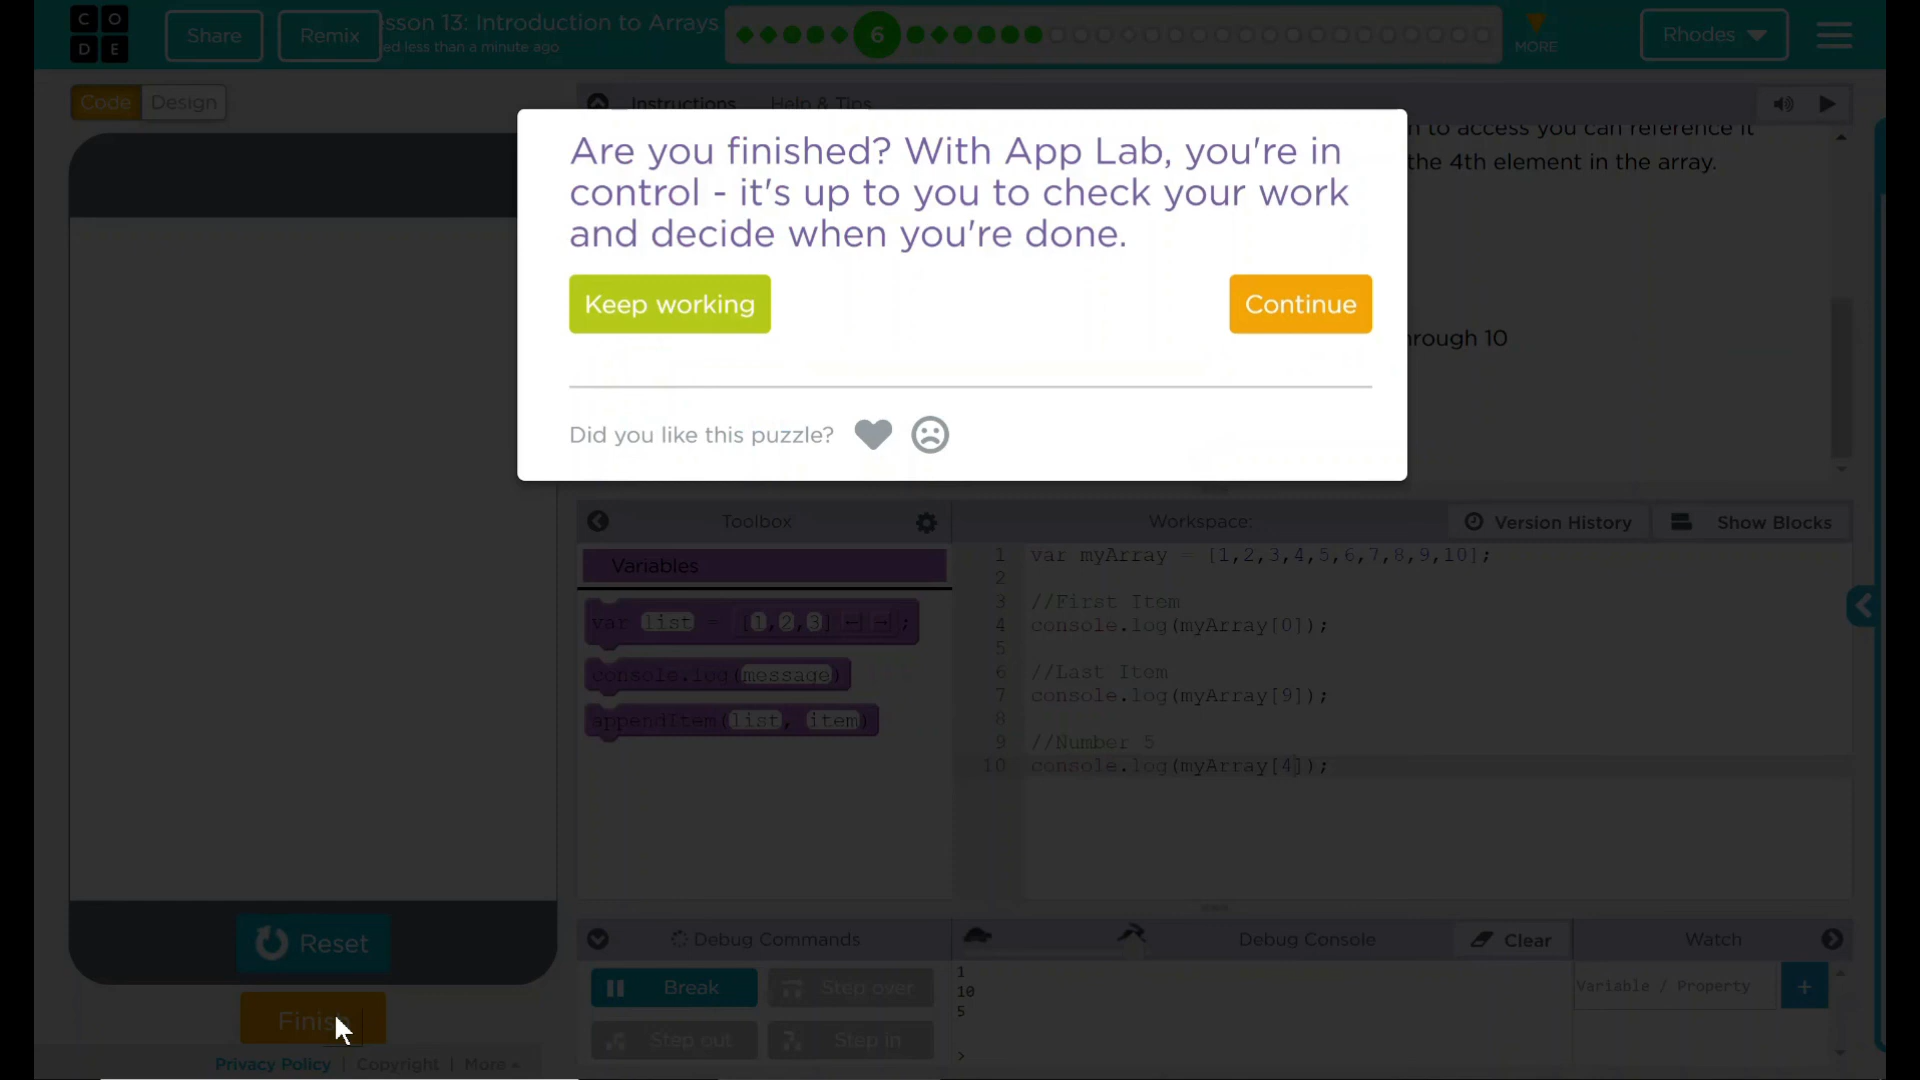 CO
DE
Share
Remix
esson 13: Introduction to Arrays
ed less than a minute ago
6
MORE
Rhodes
Code
Design
Instructions
Help & Tips
n to access you can reference it
the 4th element in the array.
rough 10
Are you finished? With App Lab, you're in
control - it's up to you to check your work
and decide when you're done.
Keep working
Continue
Did you like this puzzle?
Toolbox
Workspace:
Version History
Show Blocks
Variables
var list = [1,2,3] ;
console.log(message)
appendItem(list, item)
1 var myArray = [1,2,3,4,5,6,7,8,9,10];
2
3 //First Item
4 console.log(myArray[0]);
5
6 //Last Item
7 console.log(myArray[9]);
8
9 //Number 5
10 console.log(myArray[4]);
Reset
Finis
Privacy Policy | Copyright | More
Debug Commands
Break
Step over
Step out
Step in
Debug Console
Clear
Watch
1
10
5
>
Variable / Property
+